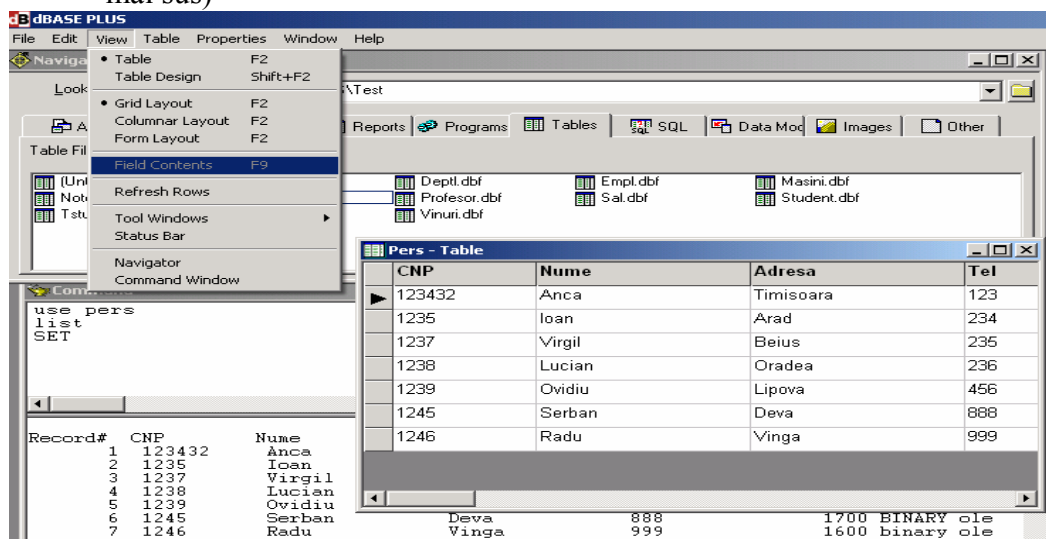 mai sus)
dBASE PLUS
File Edit View Table Properties Window Help
Naviga
• Table F2
Table Design Shift+F2
• Grid Layout F2
Columnar Layout F2
Form Layout F2
Field Contents F9
Refresh Rows
Tool Windows
Status Bar
Navigator
Command Window
Look \Test
A Reports Programs Tables SQL Data Mod Images Other
Table Fil
(Unt Deptl.dbf Empl.dbf Masini.dbf
Note Profesor.dbf Sal.dbf Student.dbf
Tstu Vinuri.dbf
Pers - Table
CNP Nume Adresa Tel
123432 Anca Timisoara 123
1235 Ioan Arad 234
1237 Virgil Beius 235
1238 Lucian Oradea 236
1239 Ovidiu Lipova 456
1245 Serban Deva 888
1246 Radu Vinga 999
Com
use pers
list
SET
Record# CNP Nume
1 123432 Anca
2 1235 Ioan
3 1237 Virgil
4 1238 Lucian
5 1239 Ovidiu
6 1245 Serban Deva 888 1700 BINARY ole
7 1246 Radu Vinga 999 1600 binary ole